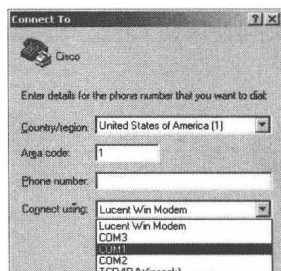 Connect To
Cisco
Enter details for the phone number that you want to dial:
Country/region: United States of America (1)
Area code: 1
Phone number:
Connect using: Lucent Win Modem
Lucent Win Modem
COM3
COM1
COM2